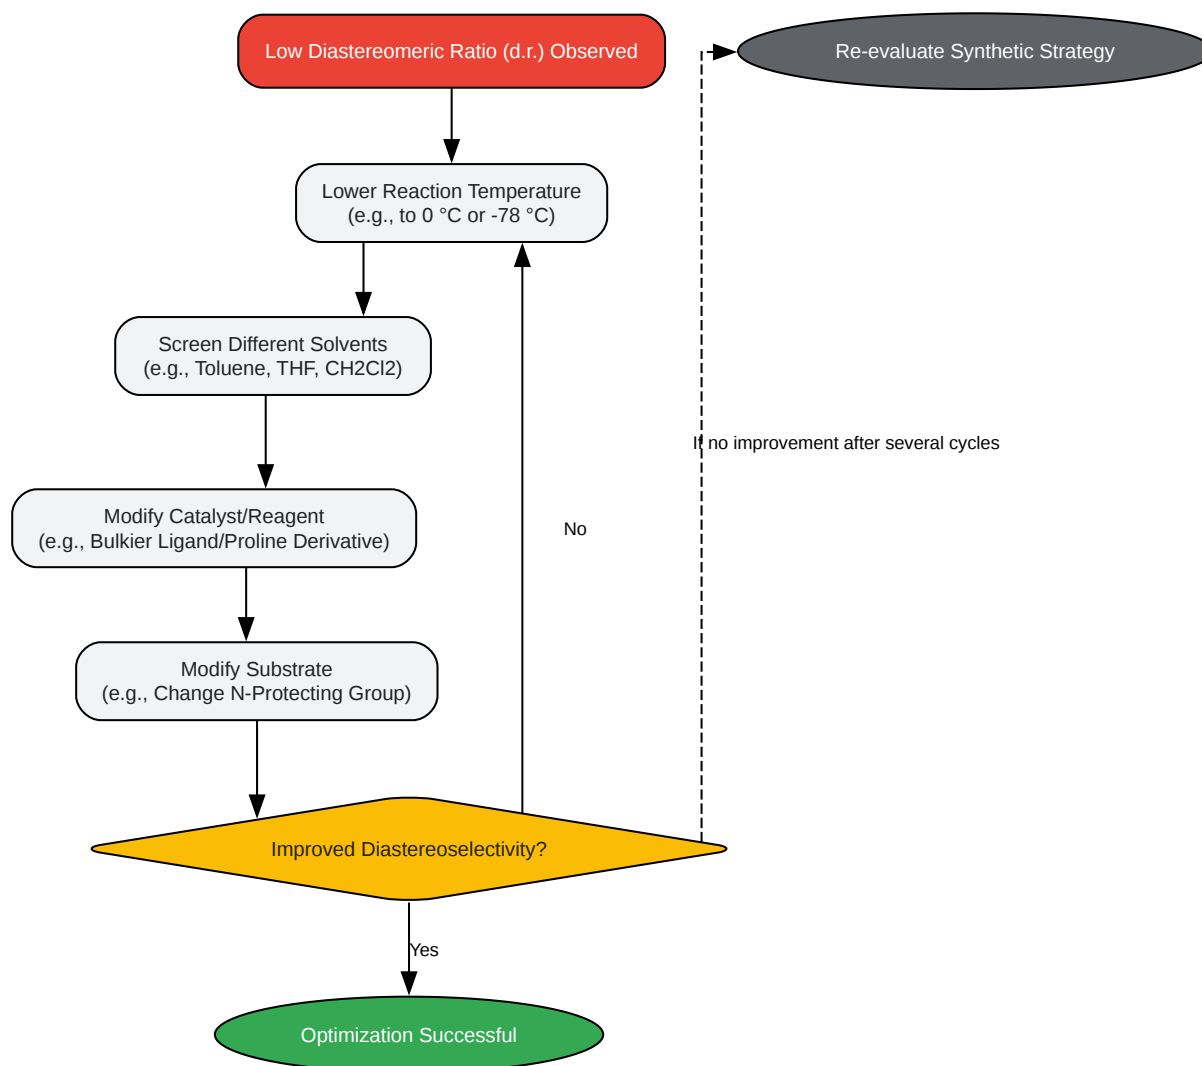 Low Diastereomeric Ratio (d.r.) Observed
Re-evaluate Synthetic Strategy
Lower Reaction Temperature
(e.g., to 0 °C or -78 °C)
Screen Different Solvents
(e.g., Toluene, THF, CH2Cl2)
If no improvement after several cycles
Modify Catalyst/Reagent
(e.g., Bulkier Ligand/Proline Derivative)
No
Modify Substrate
(e.g., Change N-Protecting Group)
Improved Diastereoselectivity?
Yes
Optimization Successful